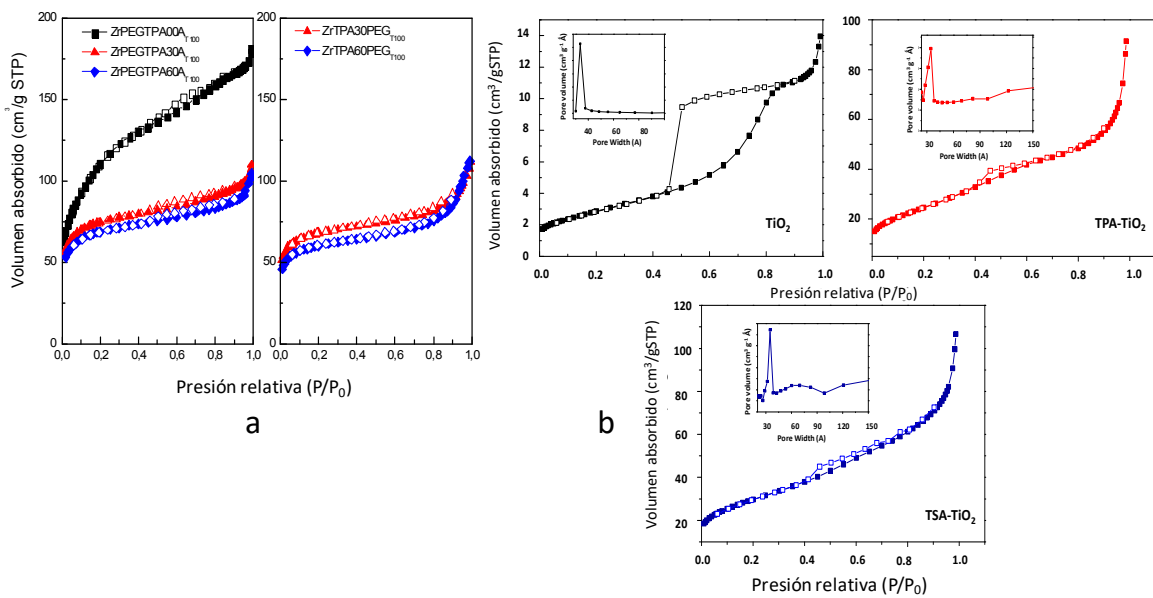 Volumen absorbido (cm³/g STP)
200
150
100
50
0
ZrPEGTPA00A T100
ZrPEGTPA30A T100
ZrPEGTPA60A T100
0,0 0,2 0,4 0,6 0,8 1,0
200
150
100
50
0
ZrTPA30PEG T100
ZrTPA60PEG T100
0,0 0,2 0,4 0,6 0,8 1,0
Presión relativa (P/P₀)
a
Volumen absorbido (cm³/gSTP)
14
12
10
8
6
4
2
0
Pore volume (cm³ g⁻¹ Å)
40 60 80
Pore Width (A)
TiO₂
0.0 0.2 0.4 0.6 0.8 1.0
Presión relativa (P/P₀)
100
80
60
40
20
Pore volume (cm³ g⁻¹ Å)
30 60 90 120 150
Pore Width (A)
TPA-TiO₂
0.0 0.2 0.4 0.6 0.8 1.0
Presión relativa (P/P₀)
b
Volumen absorbido (cm³/gSTP)
120
100
80
60
40
20
Pore volume (cm³ g⁻¹ Å)
30 60 90 120 150
Pore Width (A)
TSA-TiO₂
0.0 0.2 0.4 0.6 0.8 1.0
Presión relativa (P/P₀)